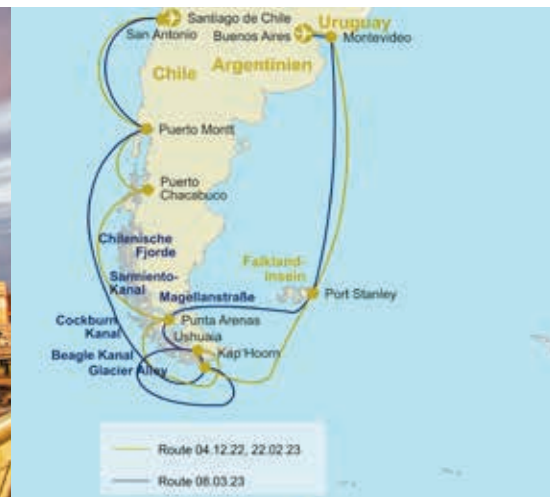 Santiago de Chile
Uruguay
San Antonio
Buenos Aires
Montevideo
Chile
Argentinien
Puerto Montt
Puerto
Chacabuco
Chilenische
Fjorde
Sarmiento-
Kanal
Falkland-
inseln
Magellanstraße
Port Stanley
Cockburn
Kanal
Punta Arenas
Ushuaia
Beagle Kanal
Kap Hoorn
Glacier Alley
Route 04.12.22, 22.02.23
Route 08.03.23